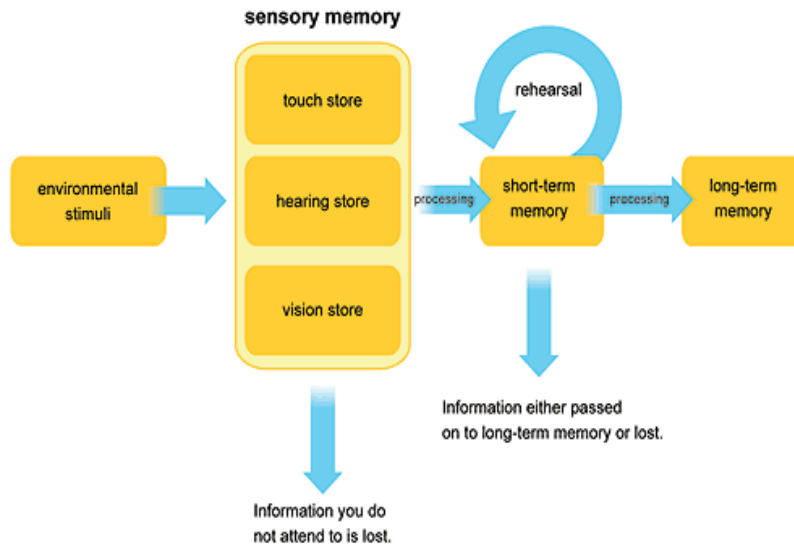 sensory memory
touch store
rehearsal
environmental
stimuli
hearing store
processing
short-term
memory
processing
long-term
memory
vision store
Information either passed
on to long-term memory or lost.
Information you do
not attend to is lost.